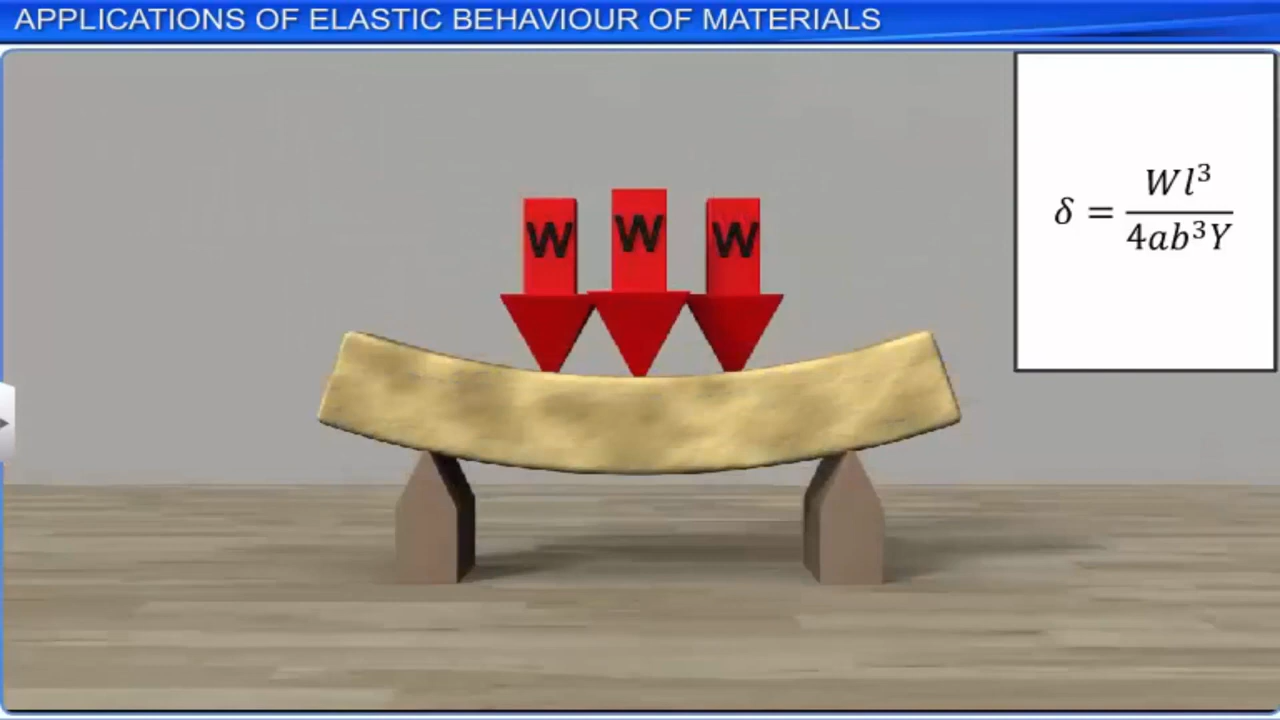 APPLICATIONS OF ELASTIC BEHAVIOUR OF MATERIALS
W W W
δ = Wl³ / 4ab³Y